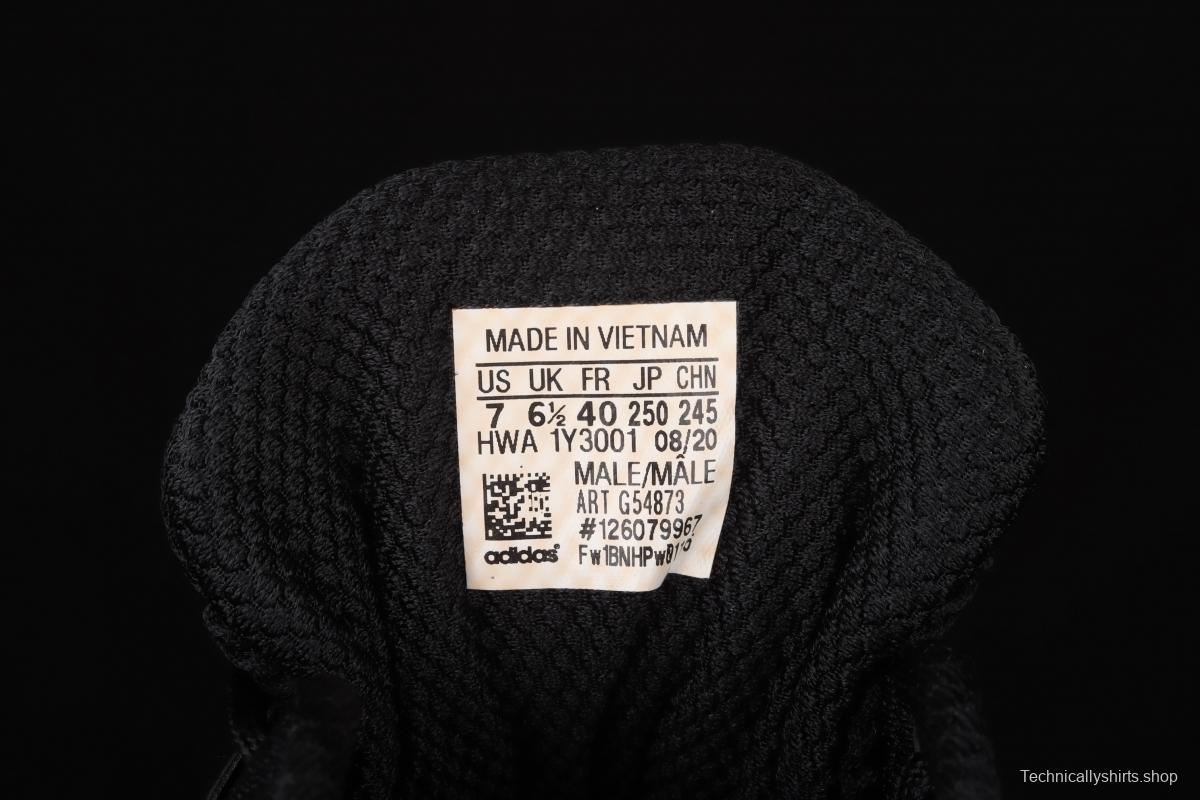 MADE IN VIETNAM
US UK FR JP CHN
7 6½ 40 250 245
HWA 1Y3001 08/20
MALE/MÂLE
ART G54873
#126079967
adidas
Technicallyshirts.shop